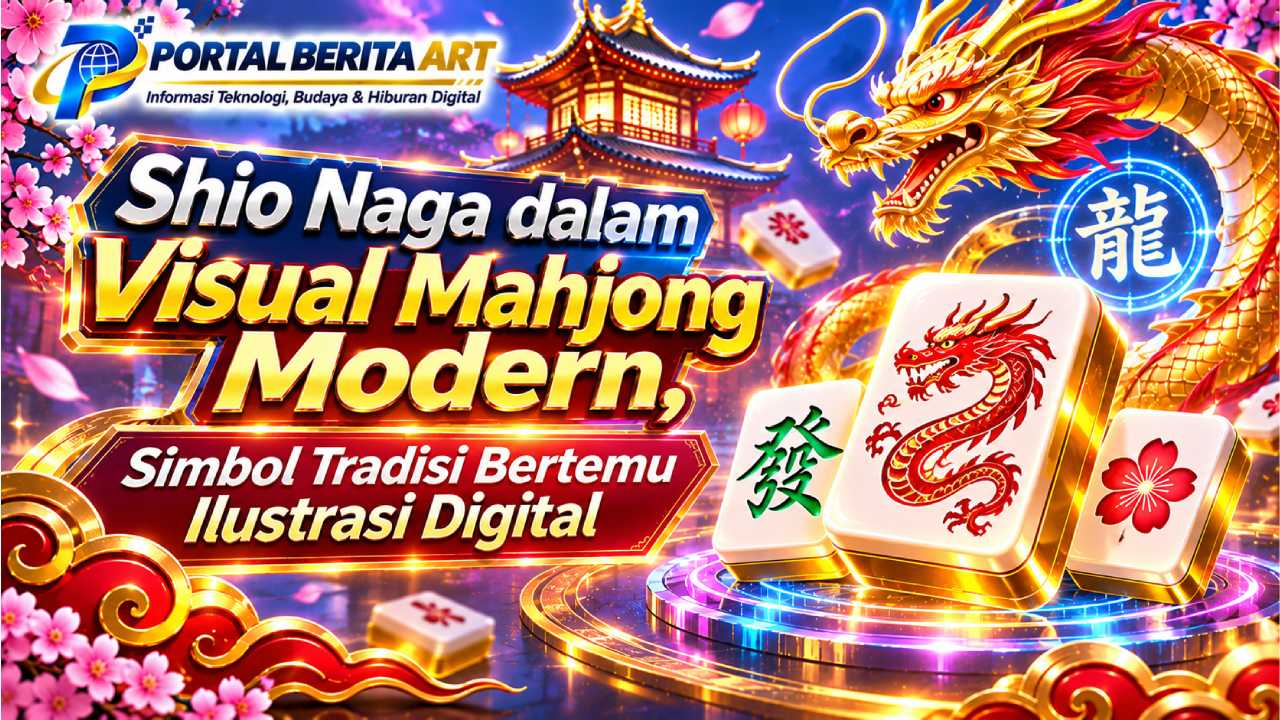 PORTAL BERITA ART
Informasi Teknologi, Budaya & Hiburan Digital
Shio Naga dalam
Visual Mahjong
Modern,
Simbol Tradisi Bertemu
Ilustrasi Digital
龍
發